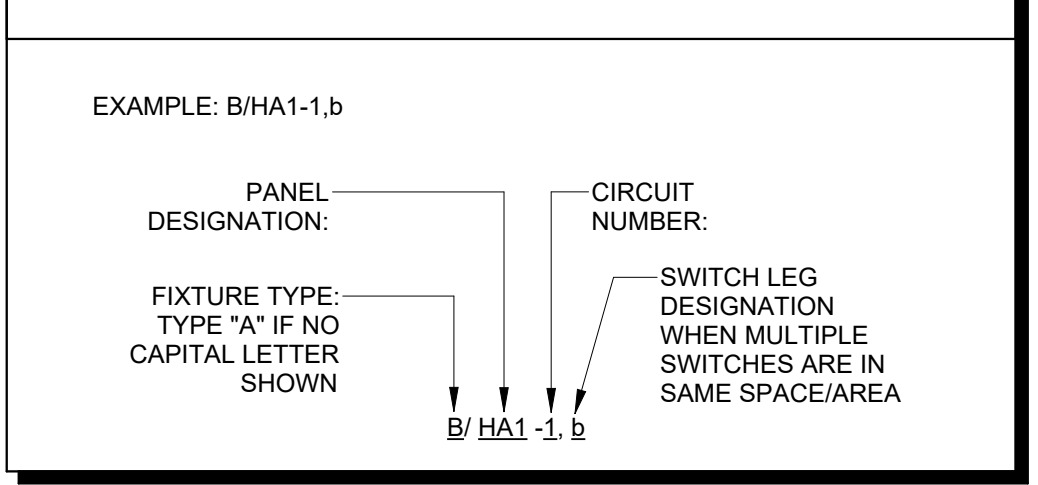 EXAMPLE: B/HA1-1,b
PANEL
DESIGNATION:
CIRCUIT
NUMBER:
FIXTURE TYPE:
TYPE "A" IF NO
CAPITAL LETTER
SHOWN
SWITCH LEG
DESIGNATION
WHEN MULTIPLE
SWITCHES ARE IN
SAME SPACE/AREA
B/ HA1 -1, b